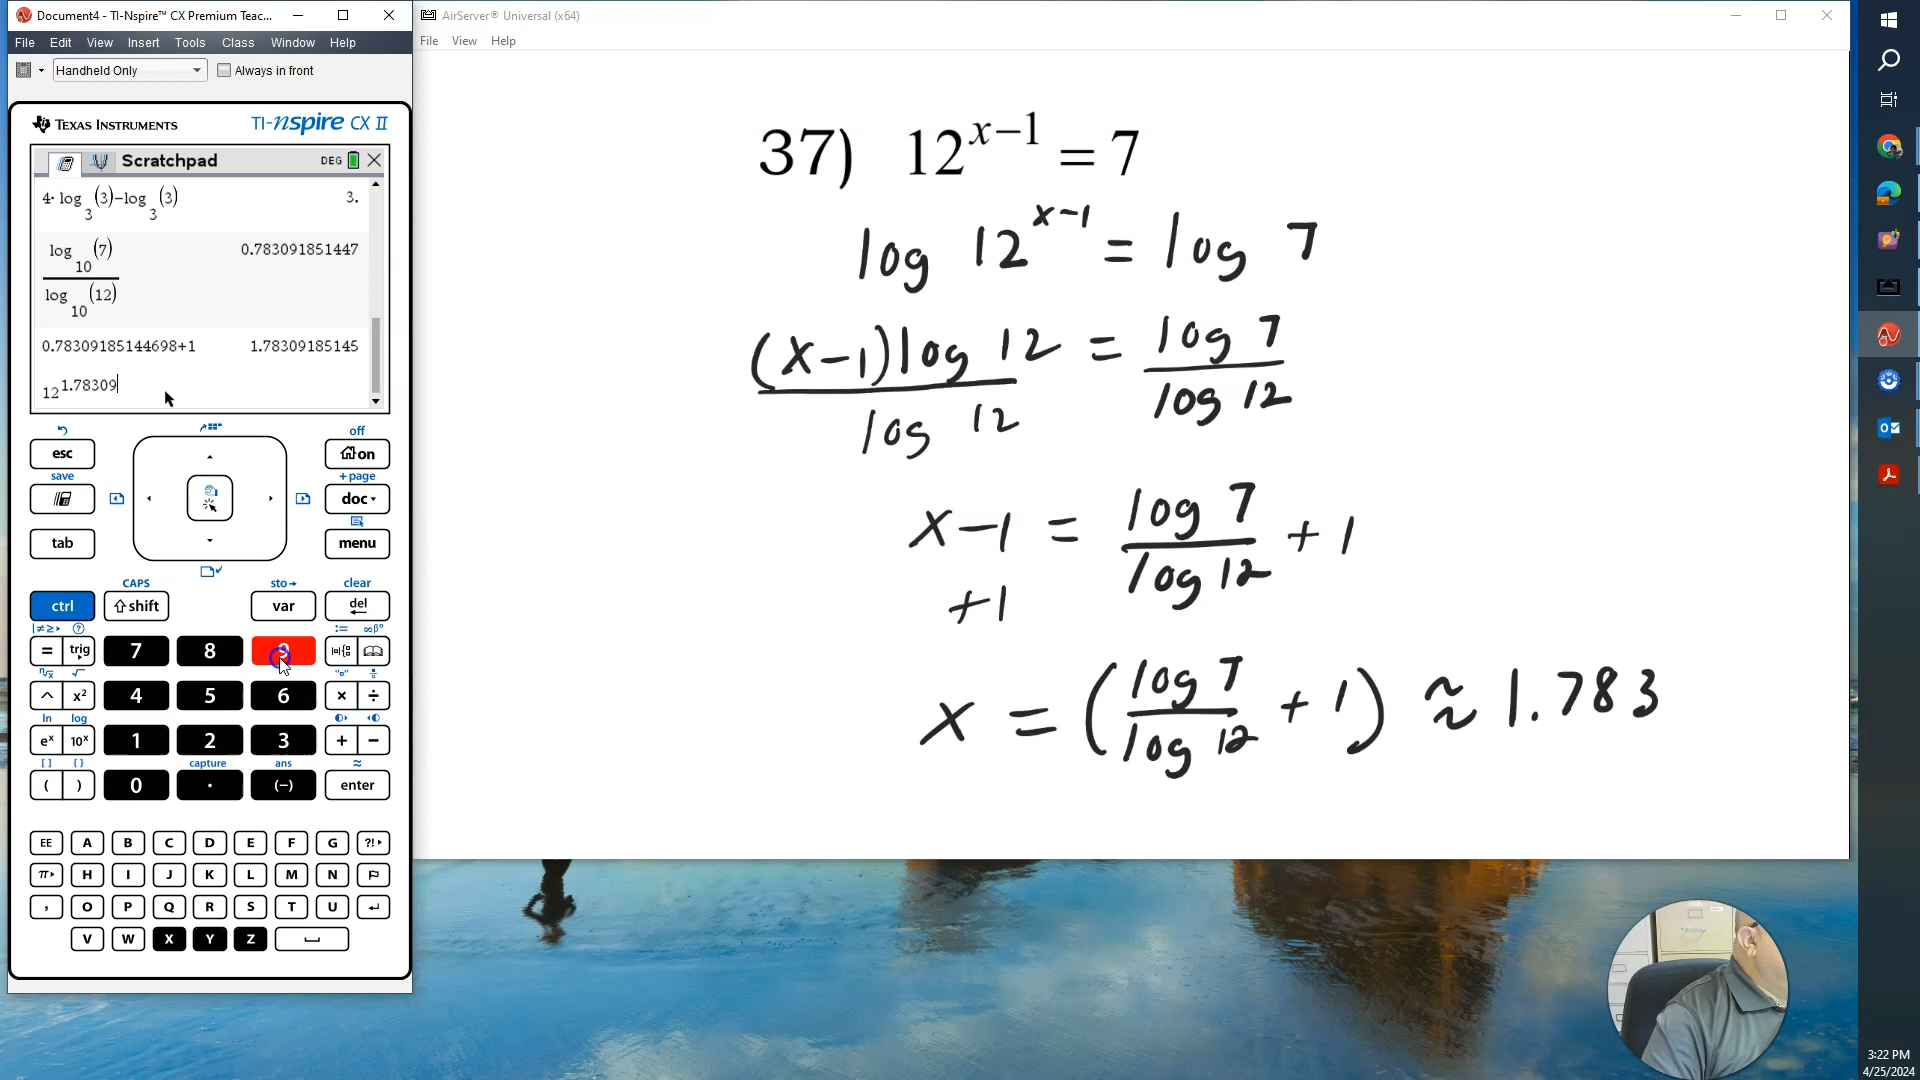 Document4 - TI-Nspire™ CX Premium Teac...
File Edit View Insert Tools Class Window Help
Handheld Only
Always in front
TEXAS INSTRUMENTS
TI-nspire CX II
Scratchpad
DEG
4·log₃(3)−log₃(3) 3.
log₁₀(7)
log₁₀(12)
0.783091851447
0.78309185144698+1 1.78309185145
12^1.78309
off
esc
on
save
+ page
doc
tab
menu
CAPS
sto→
clear
ctrl
shift
var
del
= trig 7 8 9
^ x² 4 5 6 × ÷
ln log
eˣ 10ˣ 1 2 3 + −
[] {} capture ans ≈
( ) 0 . (−) enter
EE A B C D E F G ?!
π H I J K L M N
, O P Q R S T U
V W X Y Z
AirServer® Universal (x64)
File View Help
37) 12^(x−1) = 7
log 12^(x−1) = log 7
(x−1)log 12 = log 7
log 12 log 12
x−1 = log 7 / log 12 + 1
+1
x = (log 7 / log 12 + 1) ≈ 1.783
3:22 PM
4/25/2024